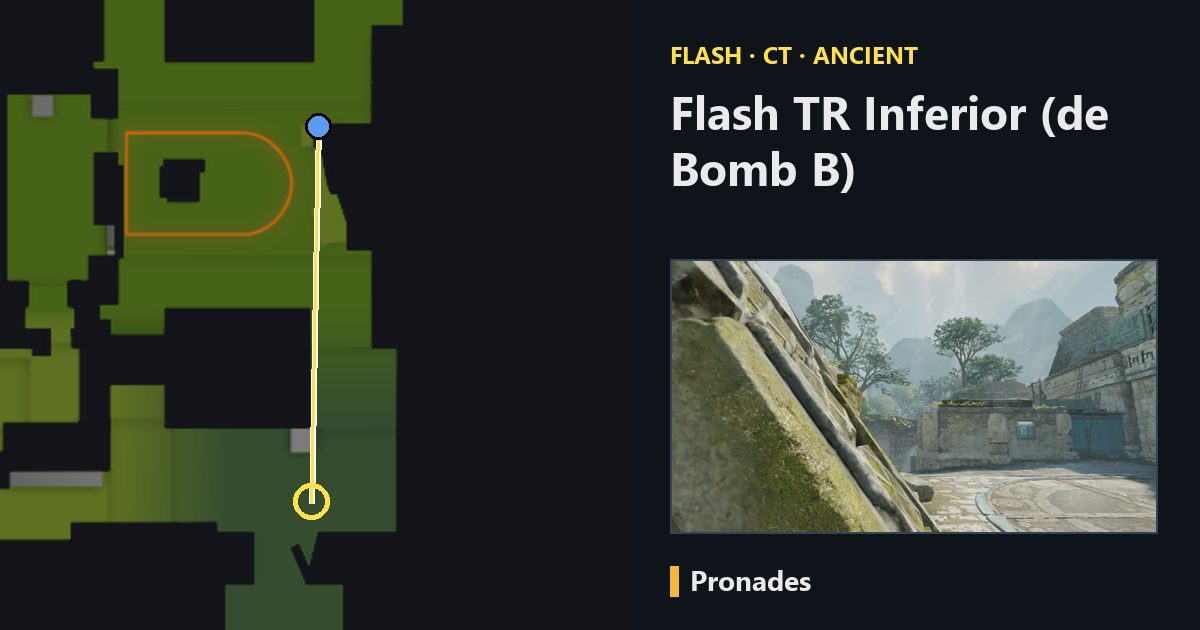 FLASH · CT · ANCIENT
Flash TR Inferior (de
Bomb B)
B
Pronades